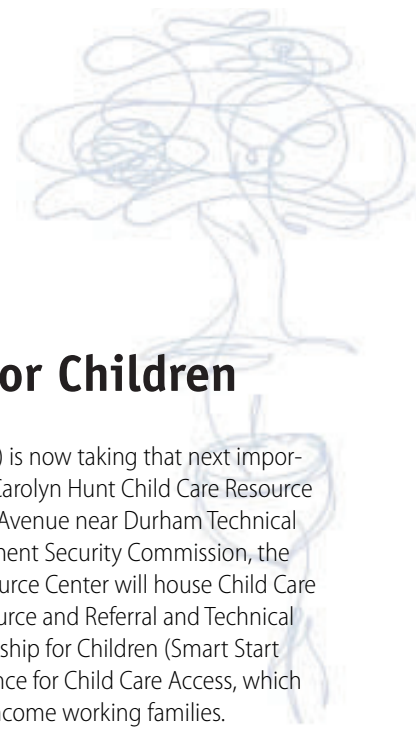 or Children
) is now taking that next impor-
Carolyn Hunt Child Care Resource
Avenue near Durham Technical
ment Security Commission, the
urce Center will house Child Care
urce and Referral and Technical
ship for Children (Smart Start
nce for Child Care Access, which
ncome working families.